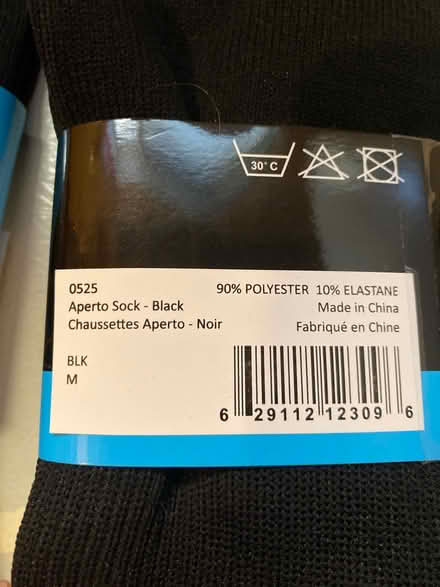 30° C
0525
Aperto Sock - Black
Chaussettes Aperto - Noir
90% POLYESTER 10% ELASTANE
Made in China
Fabriqué en Chine
BLK
M
6 29112 12309 6